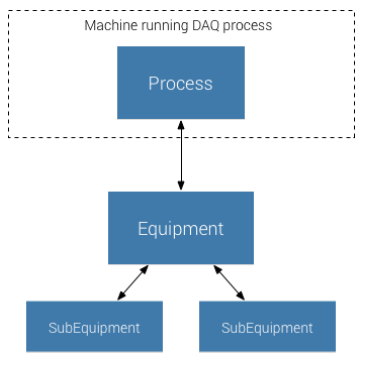 Machine running DAQ process
Process
Equipment
SubEquipment
SubEquipment